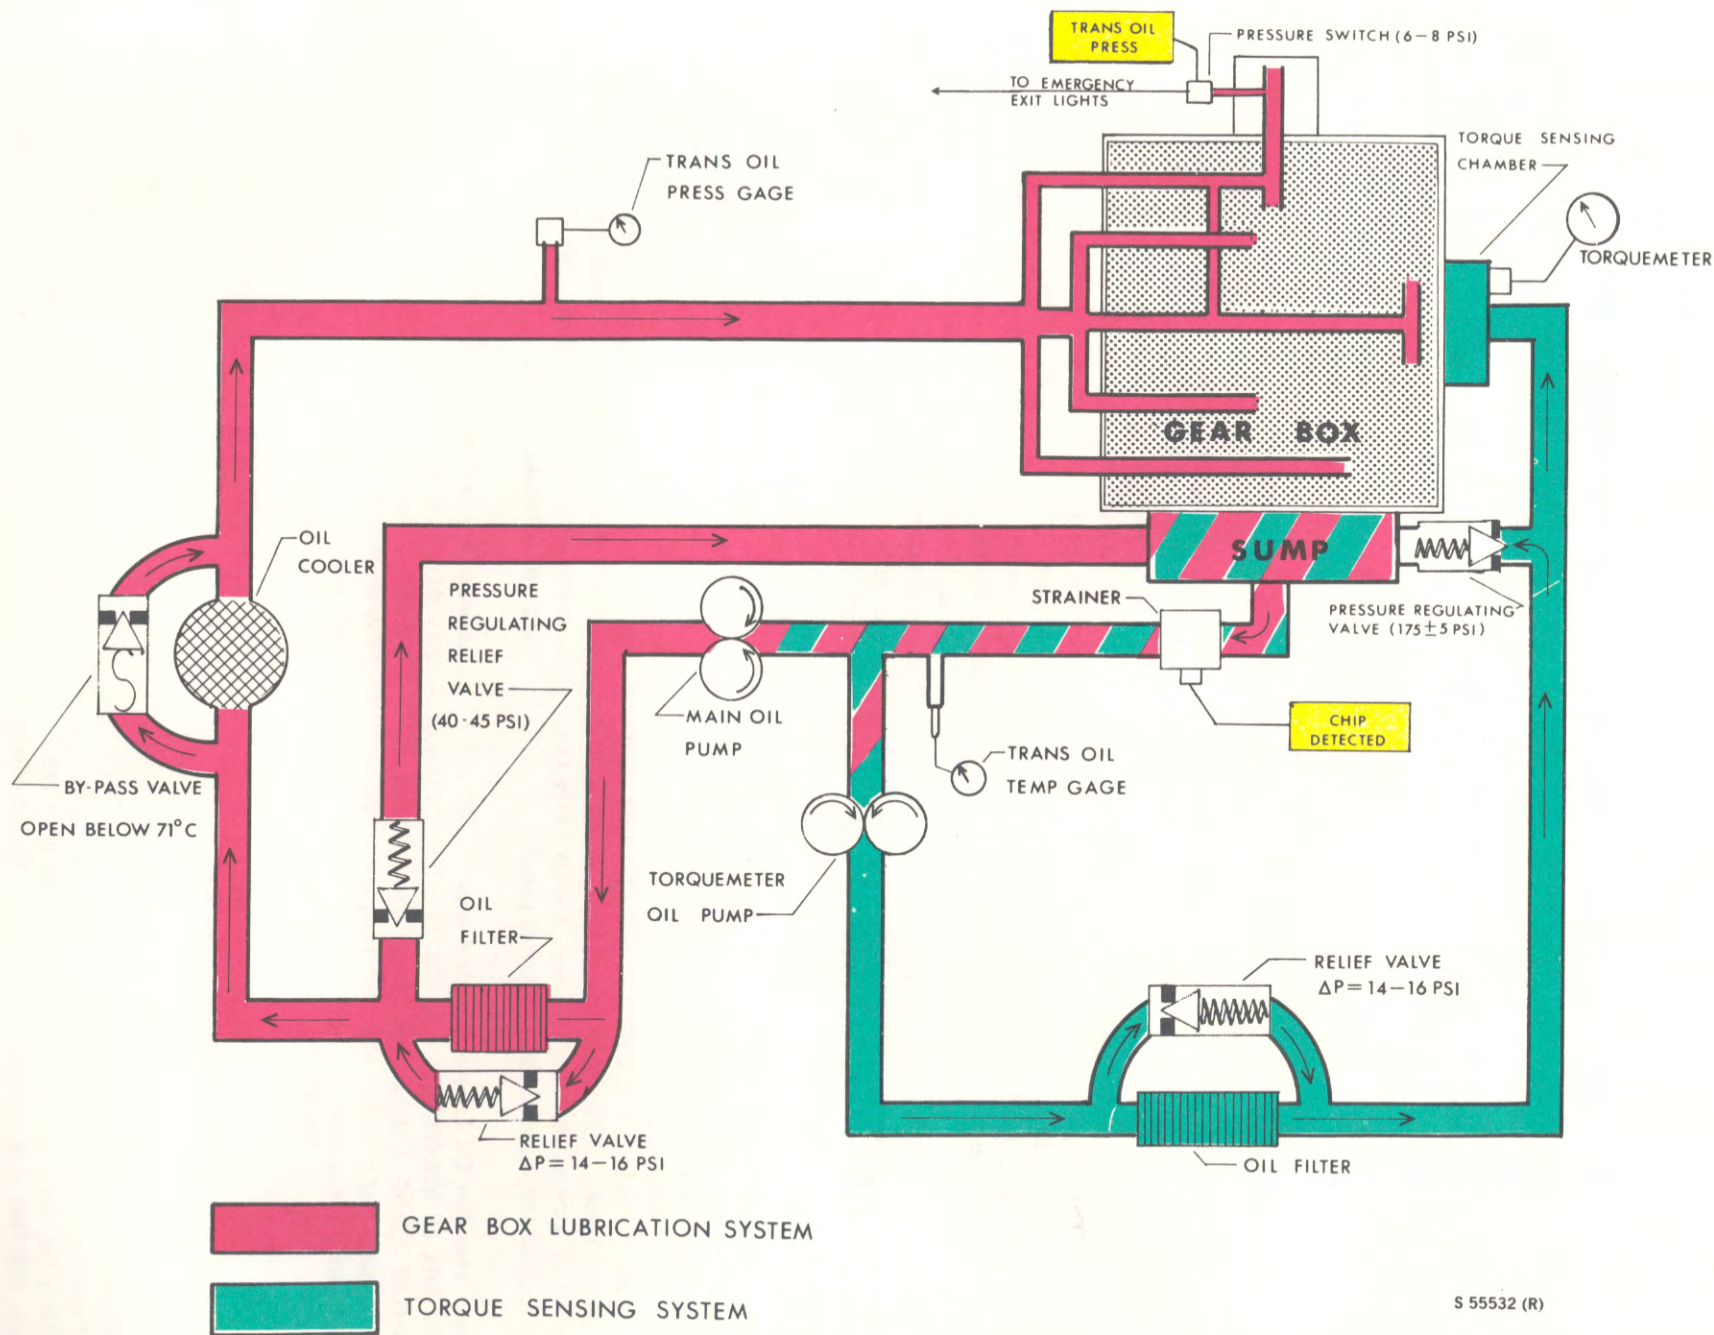 TRANS OIL
PRESS
PRESSURE SWITCH (6-8 PSI)
TO EMERGENCY
EXIT LIGHTS
TORQUE SENSING
CHAMBER
TRANS OIL
PRESS GAGE
TORQUEMETER
GEAR BOX
OIL
COOLER
SUMP
PRESSURE
REGULATING
RELIEF
VALVE
(40-45 PSI)
STRAINER
PRESSURE REGULATING
VALVE (175±5 PSI)
MAIN OIL
PUMP
CHIP
DETECTED
TRANS OIL
TEMP GAGE
BY-PASS VALVE
OPEN BELOW 71°C
TORQUEMETER
OIL PUMP
OIL
FILTER
RELIEF VALVE
ΔP=14-16 PSI
RELIEF VALVE
ΔP=14-16 PSI
OIL FILTER
GEAR BOX LUBRICATION SYSTEM
TORQUE SENSING SYSTEM
S 55532 (R)